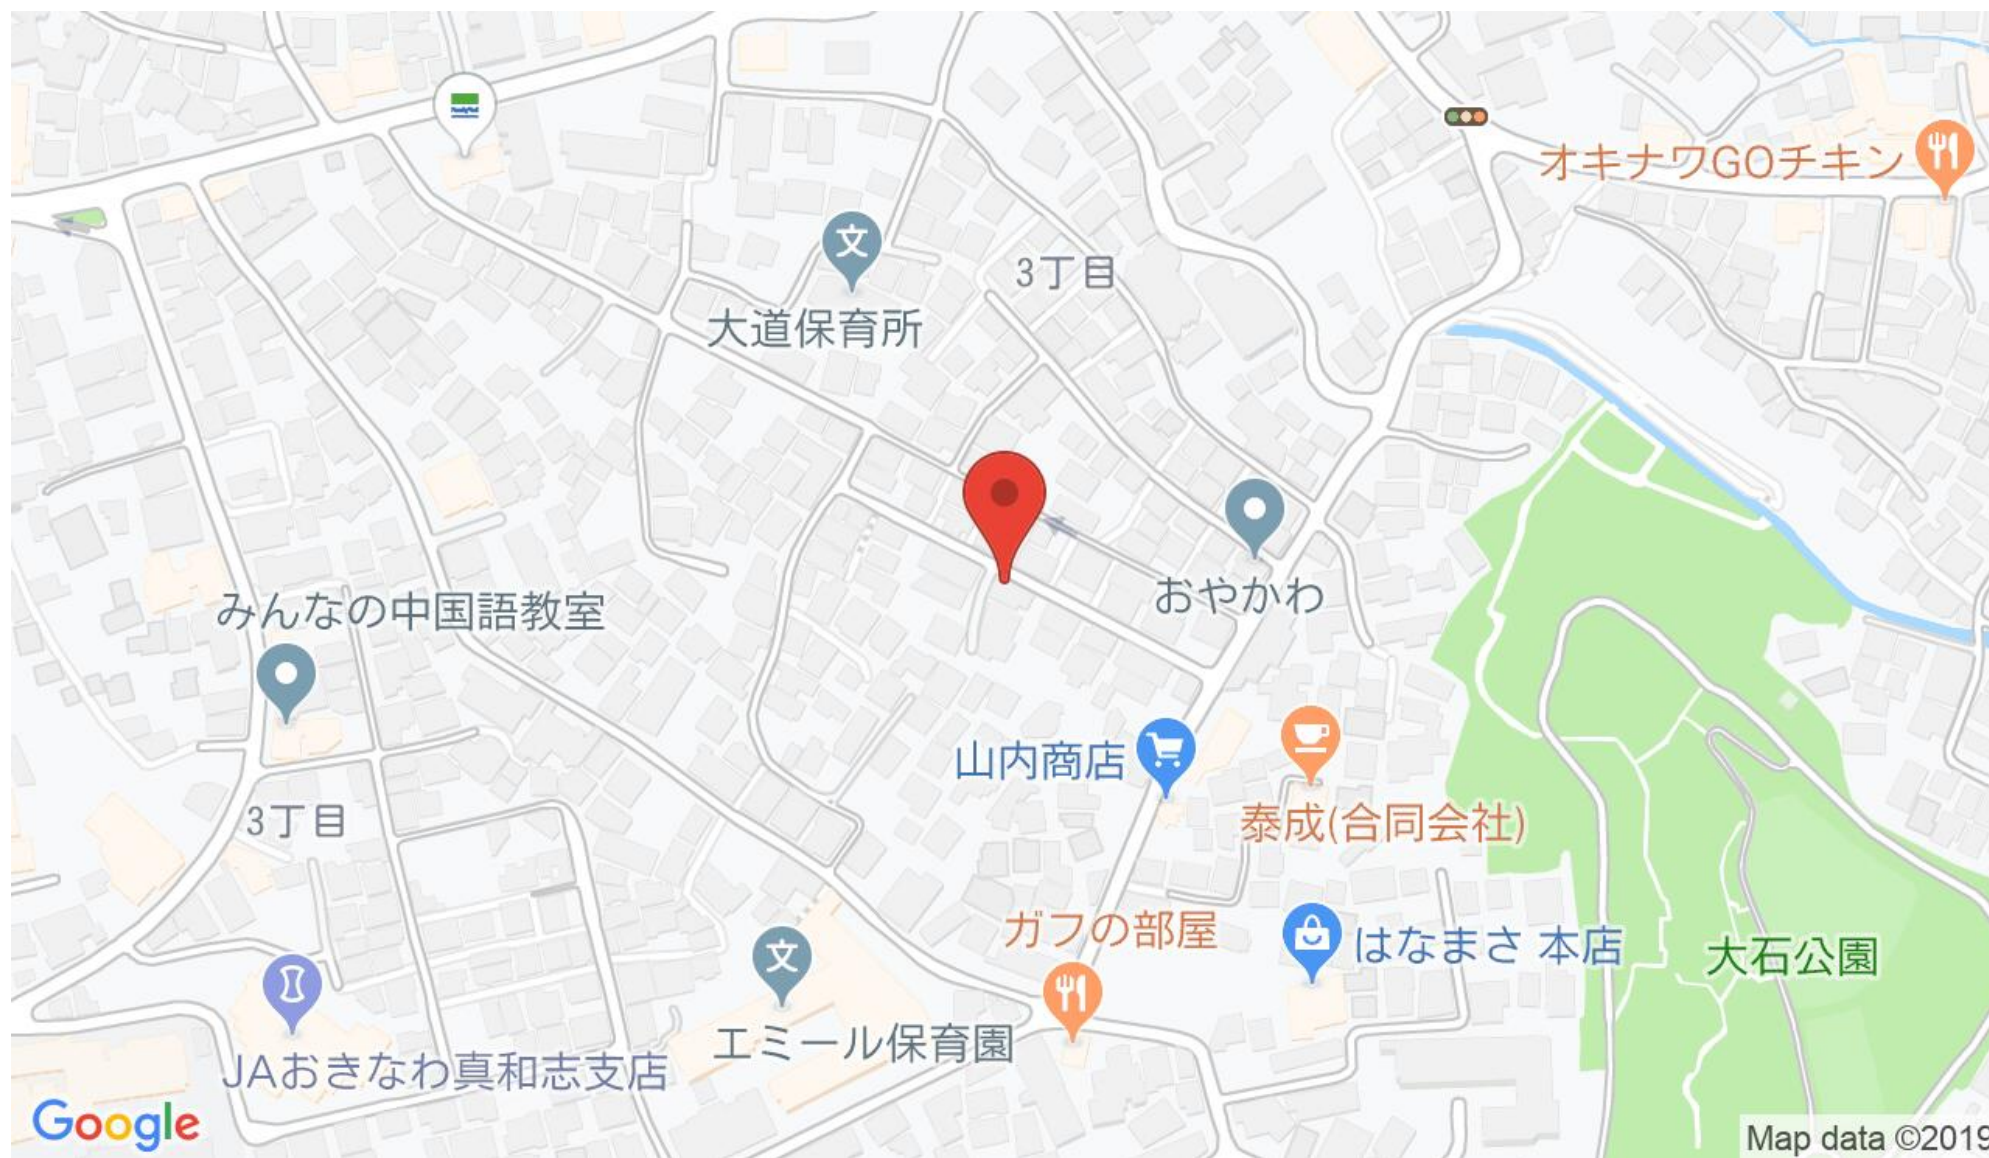 FamilyMart
オキナワGOチキン
3丁目
大道保育所
おやかわ
みんなの中国語教室
山内商店
3丁目
泰成(合同会社)
ガフの部屋
はなまさ 本店
大石公園
エミール保育園
JAおきなわ真和志支店
Google
Map data ©2019